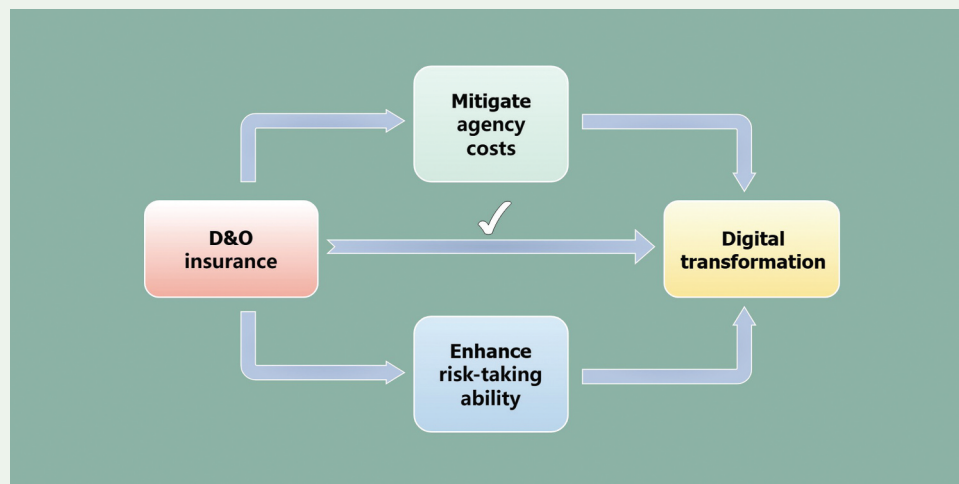 Mitigate
agency
costs
D&O
insurance
Digital
transformation
Enhance
risk-taking
ability